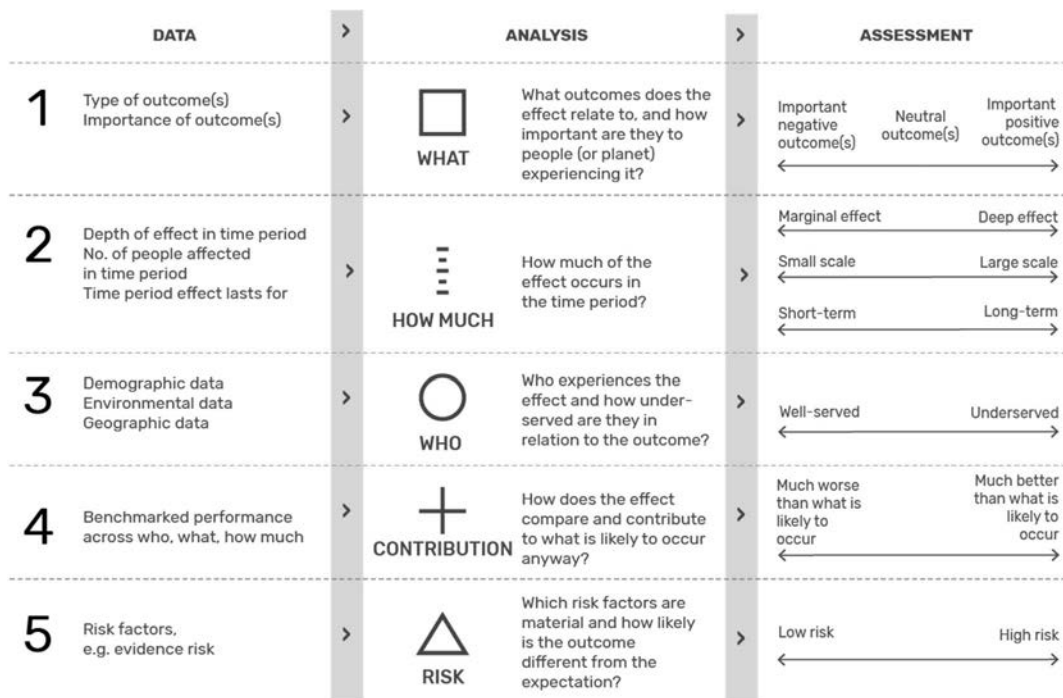 DATA > ANALYSIS > ASSESSMENT
1
Type of outcome(s)
Importance of outcome(s)
>
WHAT
What outcomes does the
effect relate to, and how
important are they to
people (or planet)
experiencing it?
>
Important
negative
outcome(s)
Neutral
outcome(s)
Important
positive
outcome(s)
2
Depth of effect in time period
No. of people affected
in time period
Time period effect lasts for
>
HOW MUCH
How much of the
effect occurs in
the time period?
>
Marginal effect Deep effect
Small scale Large scale
Short-term Long-term
3
Demographic data
Environmental data
Geographic data
>
WHO
Who experiences the
effect and how under-
served are they in
relation to the outcome?
>
Well-served Underserved
4
Benchmarked performance
across who, what, how much
>
CONTRIBUTION
How does the effect
compare and contribute
to what is likely to occur
anyway?
>
Much worse
than what is
likely to
occur
Much better
than what is
likely to
occur
5
Risk factors,
e.g. evidence risk
>
RISK
Which risk factors are
material and how likely
is the outcome
different from the
expectation?
>
Low risk High risk